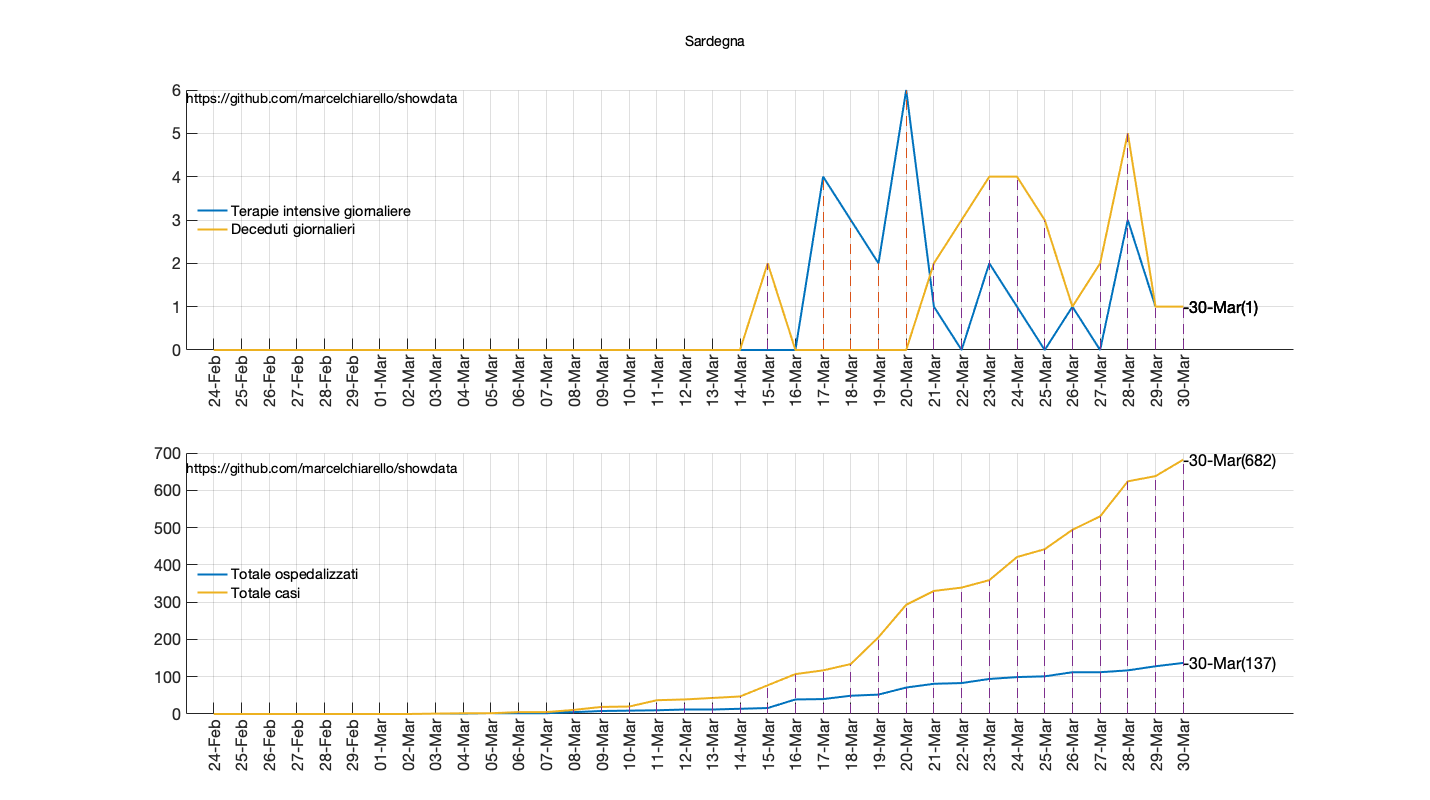 Sardegna
6
https://github.com/marcelchiarello/showdata
5
4
Terapie intensive giornaliere
3
Deceduti giornalieri
2
1
-30-Mar(1)
0
24-Feb 25-Feb 26-Feb 27-Feb 28-Feb 29-Feb 01-Mar 02-Mar 03-Mar 04-Mar 05-Mar 06-Mar 07-Mar 08-Mar 09-Mar 10-Mar 11-Mar 12-Mar 13-Mar 14-Mar 15-Mar 16-Mar 17-Mar 18-Mar 19-Mar 20-Mar 21-Mar 22-Mar 23-Mar 24-Mar 25-Mar 26-Mar 27-Mar 28-Mar 29-Mar 30-Mar
700
-30-Mar(682)
https://github.com/marcelchiarello/showdata
600
500
400
Totale ospedalizzati
Totale casi
300
200
-30-Mar(137)
100
0
24-Feb 25-Feb 26-Feb 27-Feb 28-Feb 29-Feb 01-Mar 02-Mar 03-Mar 04-Mar 05-Mar 06-Mar 07-Mar 08-Mar 09-Mar 10-Mar 11-Mar 12-Mar 13-Mar 14-Mar 15-Mar 16-Mar 17-Mar 18-Mar 19-Mar 20-Mar 21-Mar 22-Mar 23-Mar 24-Mar 25-Mar 26-Mar 27-Mar 28-Mar 29-Mar 30-Mar